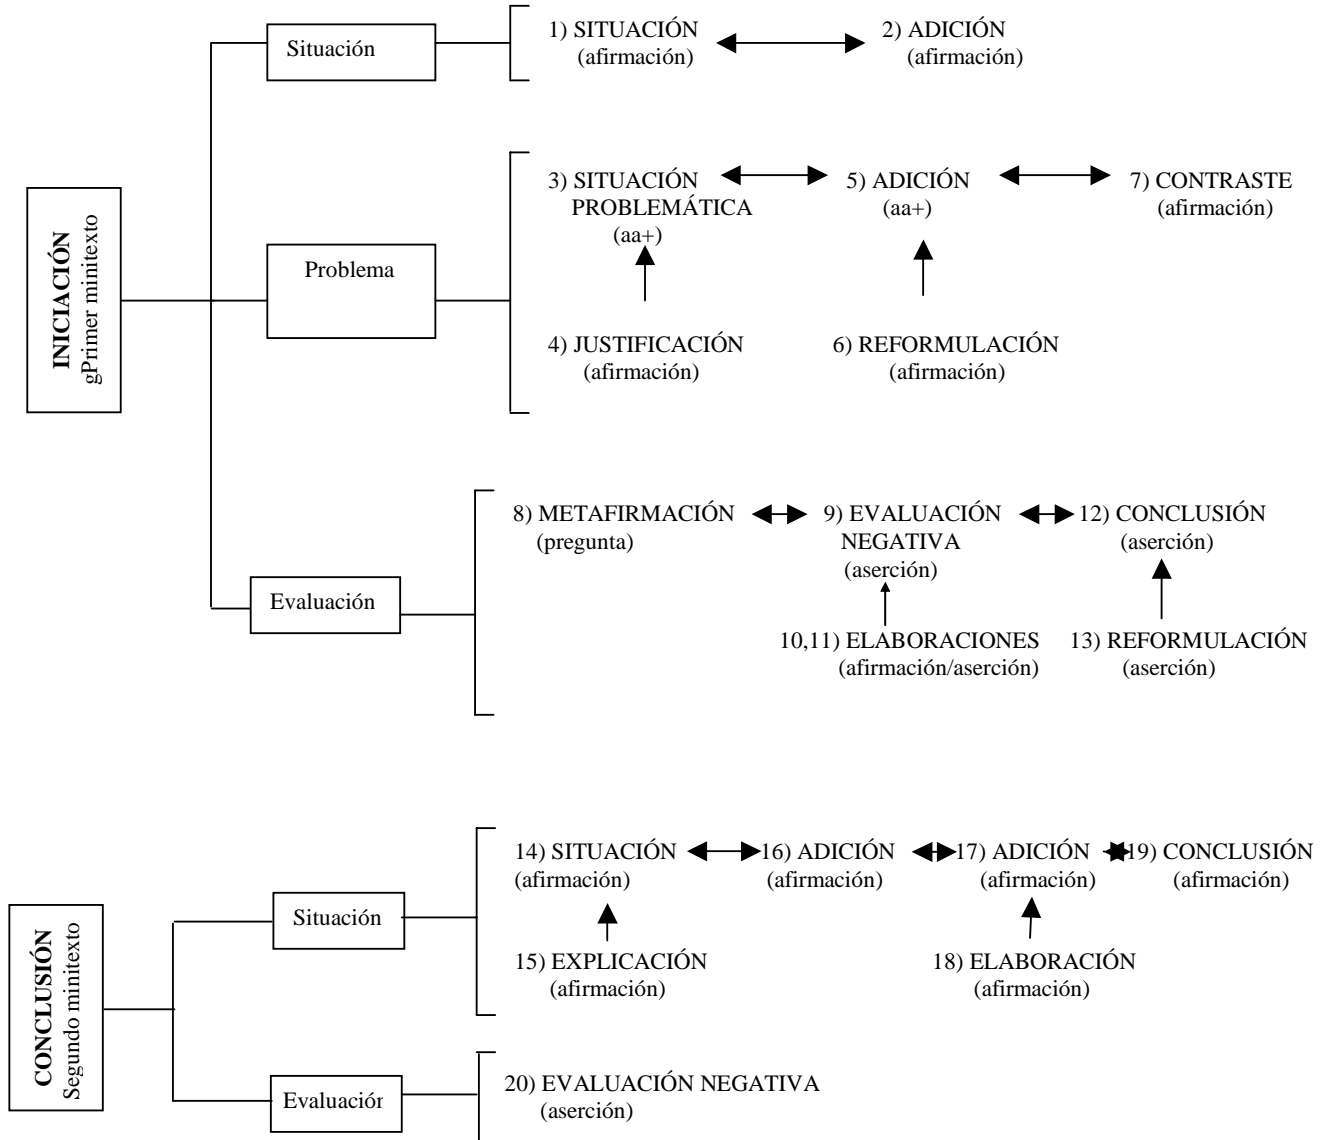 INICIACIÓN
gPrimer minitexto
Situación
1) SITUACIÓN
(afirmación)
2) ADICIÓN
(afirmación)
Problema
3) SITUACIÓN
PROBLEMÁTICA
(aa+)
5) ADICIÓN
(aa+)
7) CONTRASTE
(afirmación)
4) JUSTIFICACIÓN
(afirmación)
6) REFORMULACIÓN
(afirmación)
Evaluación
8) METAFIRMACIÓN
(pregunta)
9) EVALUACIÓN
NEGATIVA
(aserción)
12) CONCLUSIÓN
(aserción)
10,11) ELABORACIONES
(afirmación/aserción)
13) REFORMULACIÓN
(aserción)
CONCLUSIÓN
Segundo minitexto
Situación
14) SITUACIÓN
(afirmación)
16) ADICIÓN
(afirmación)
17) ADICIÓN
(afirmación)
19) CONCLUSIÓN
(afirmación)
15) EXPLICACIÓN
(afirmación)
18) ELABORACIÓN
(afirmación)
Evaluación
20) EVALUACIÓN NEGATIVA
(aserción)